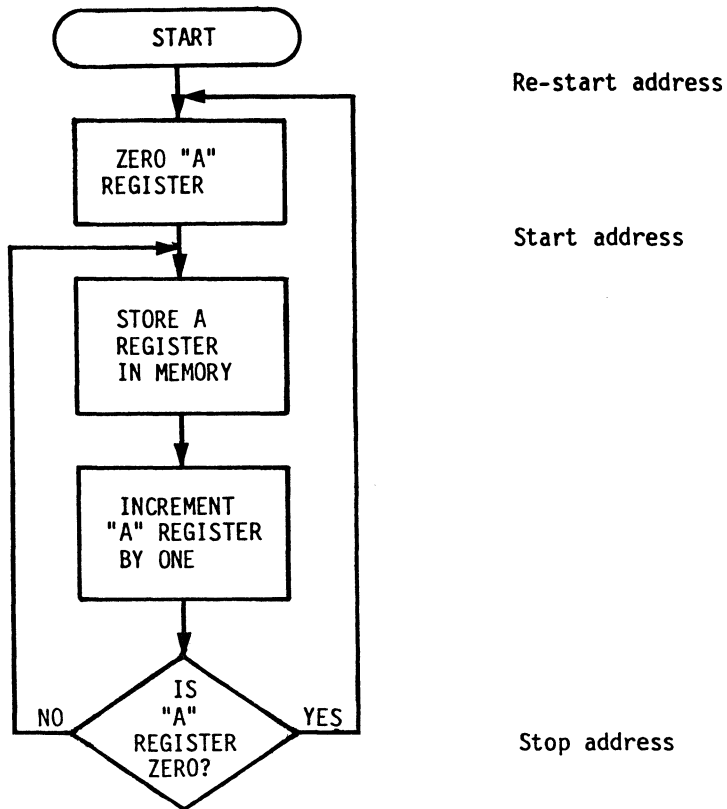 START
Re-start address
ZERO "A"
REGISTER
Start address
STORE A
REGISTER
IN MEMORY
INCREMENT
"A" REGISTER
BY ONE
IS
"A"
REGISTER
ZERO?
NO
YES
Stop address